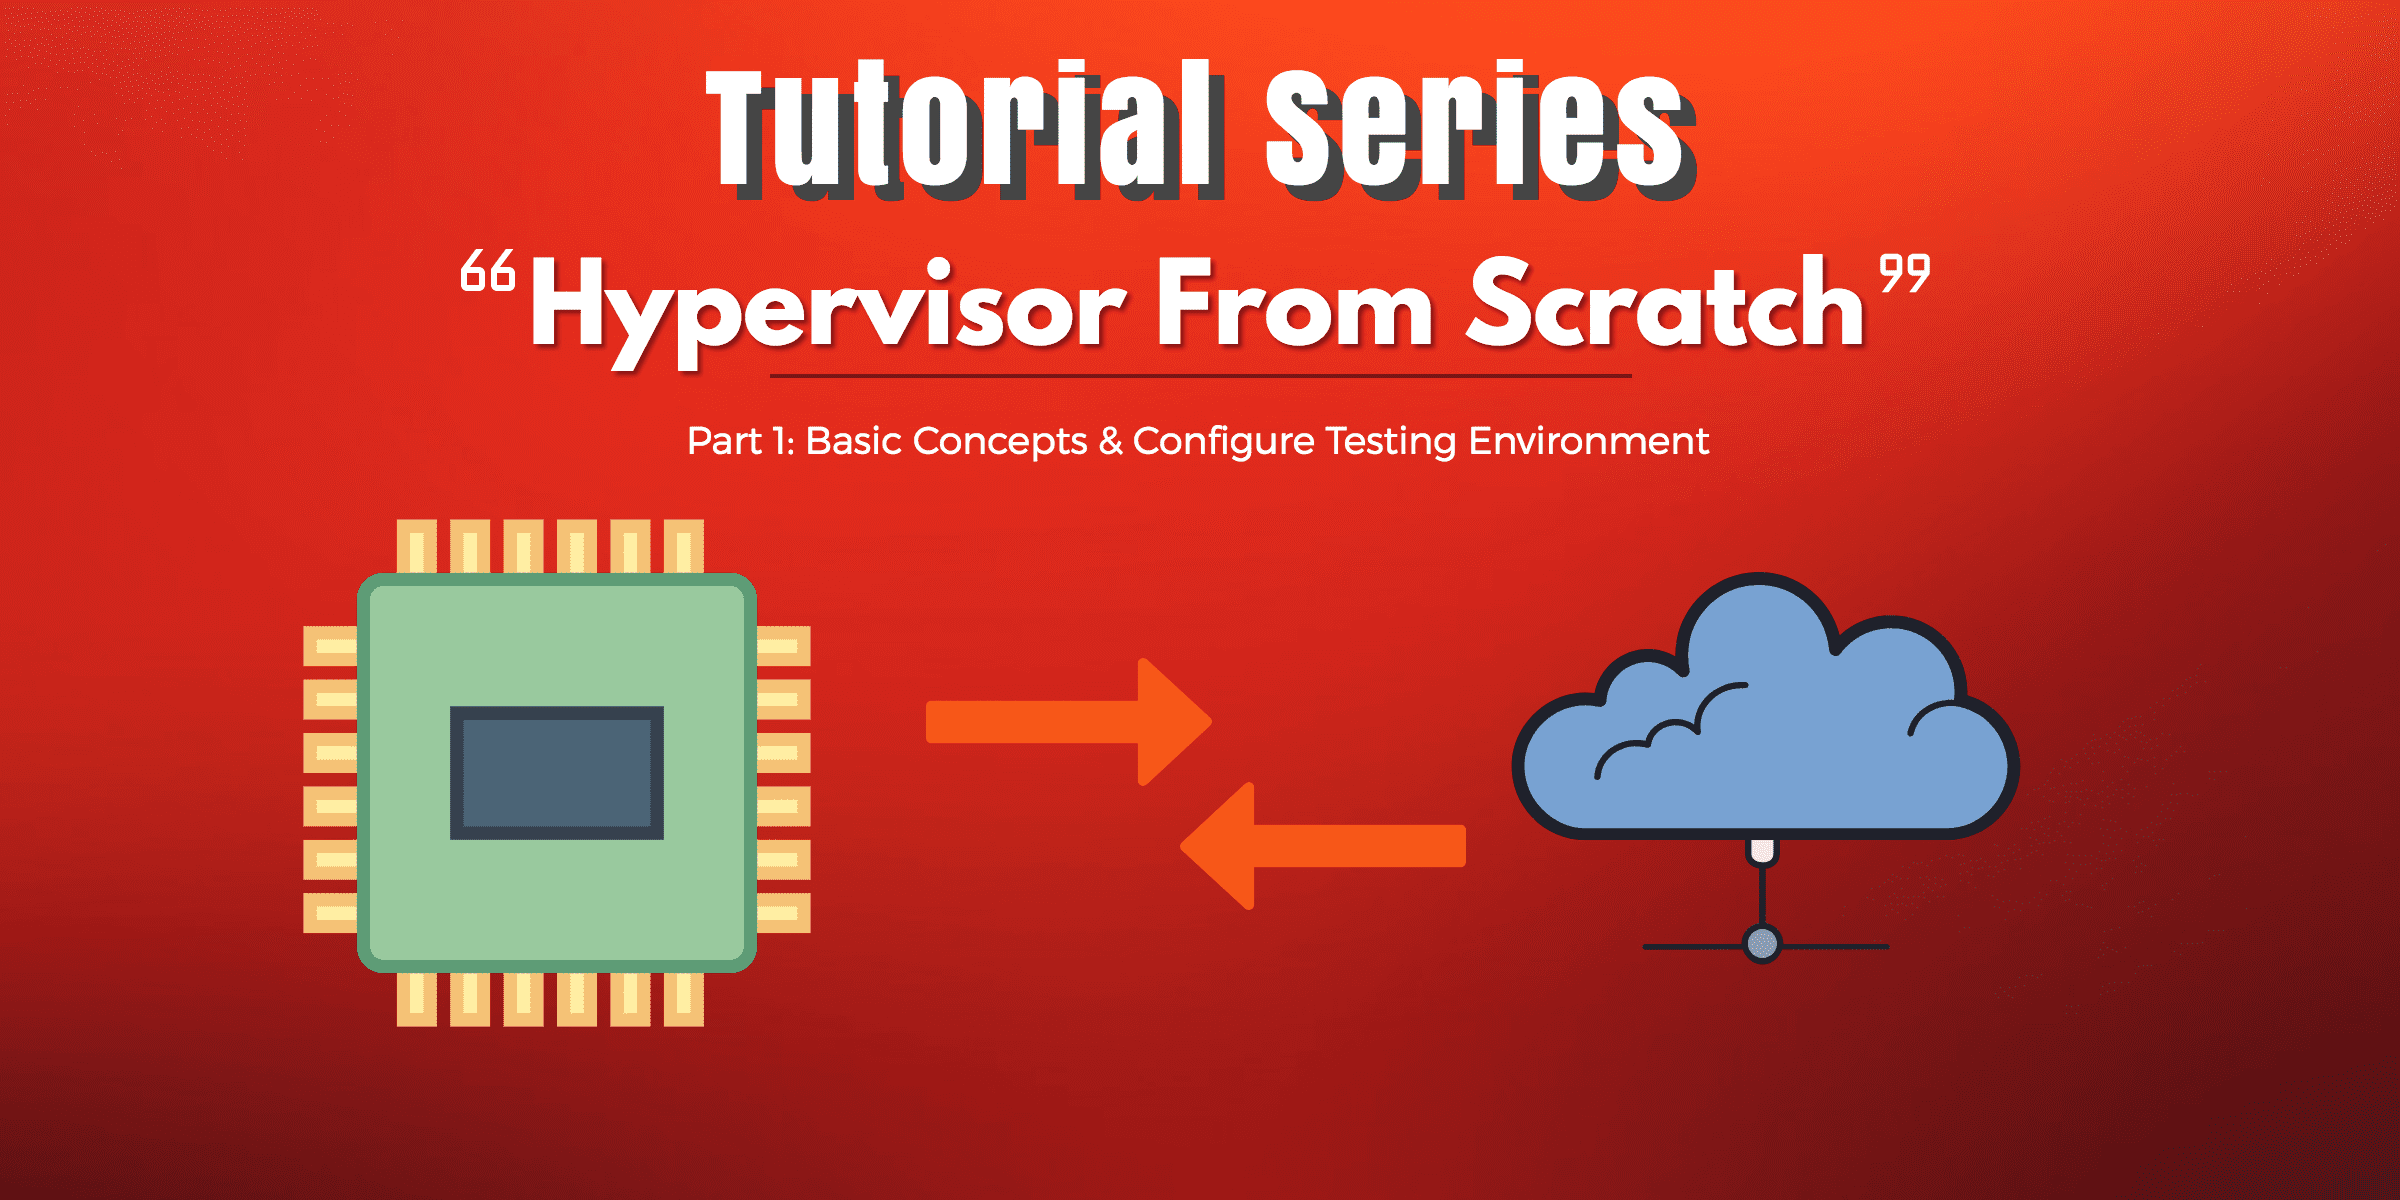 Tutorial Series
“Hypervisor From Scratch”
Part 1: Basic Concepts & Configure Testing Environment